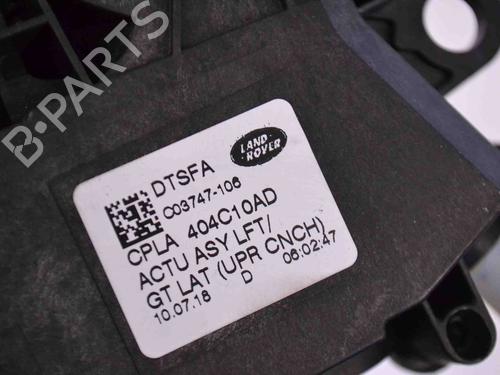 B-PARTS
LAND-
ROVER
DTSFA
C03747-106
CPLA 404C10AD
ACTU ASY LFT/
GT LAT (UPR CNCH)
10.07.18 D 06:02:47